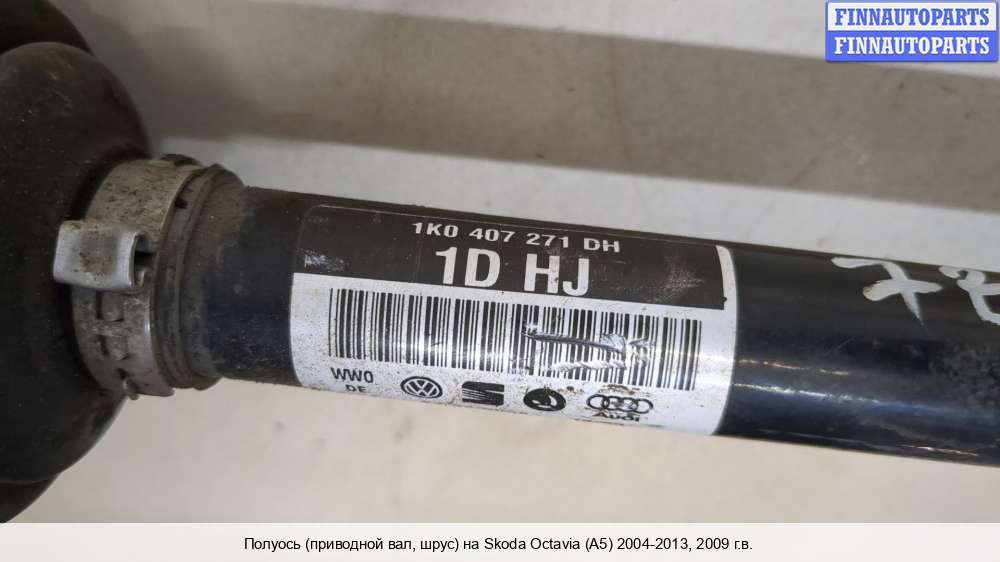 FINNAUTOPARTS
FINNAUTOPARTS
1K0 407 271 DH
1D HJ
WW0
DE
Audi
Полуось (приводной вал, шрус) на Skoda Octavia (A5) 2004-2013, 2009 г.в.